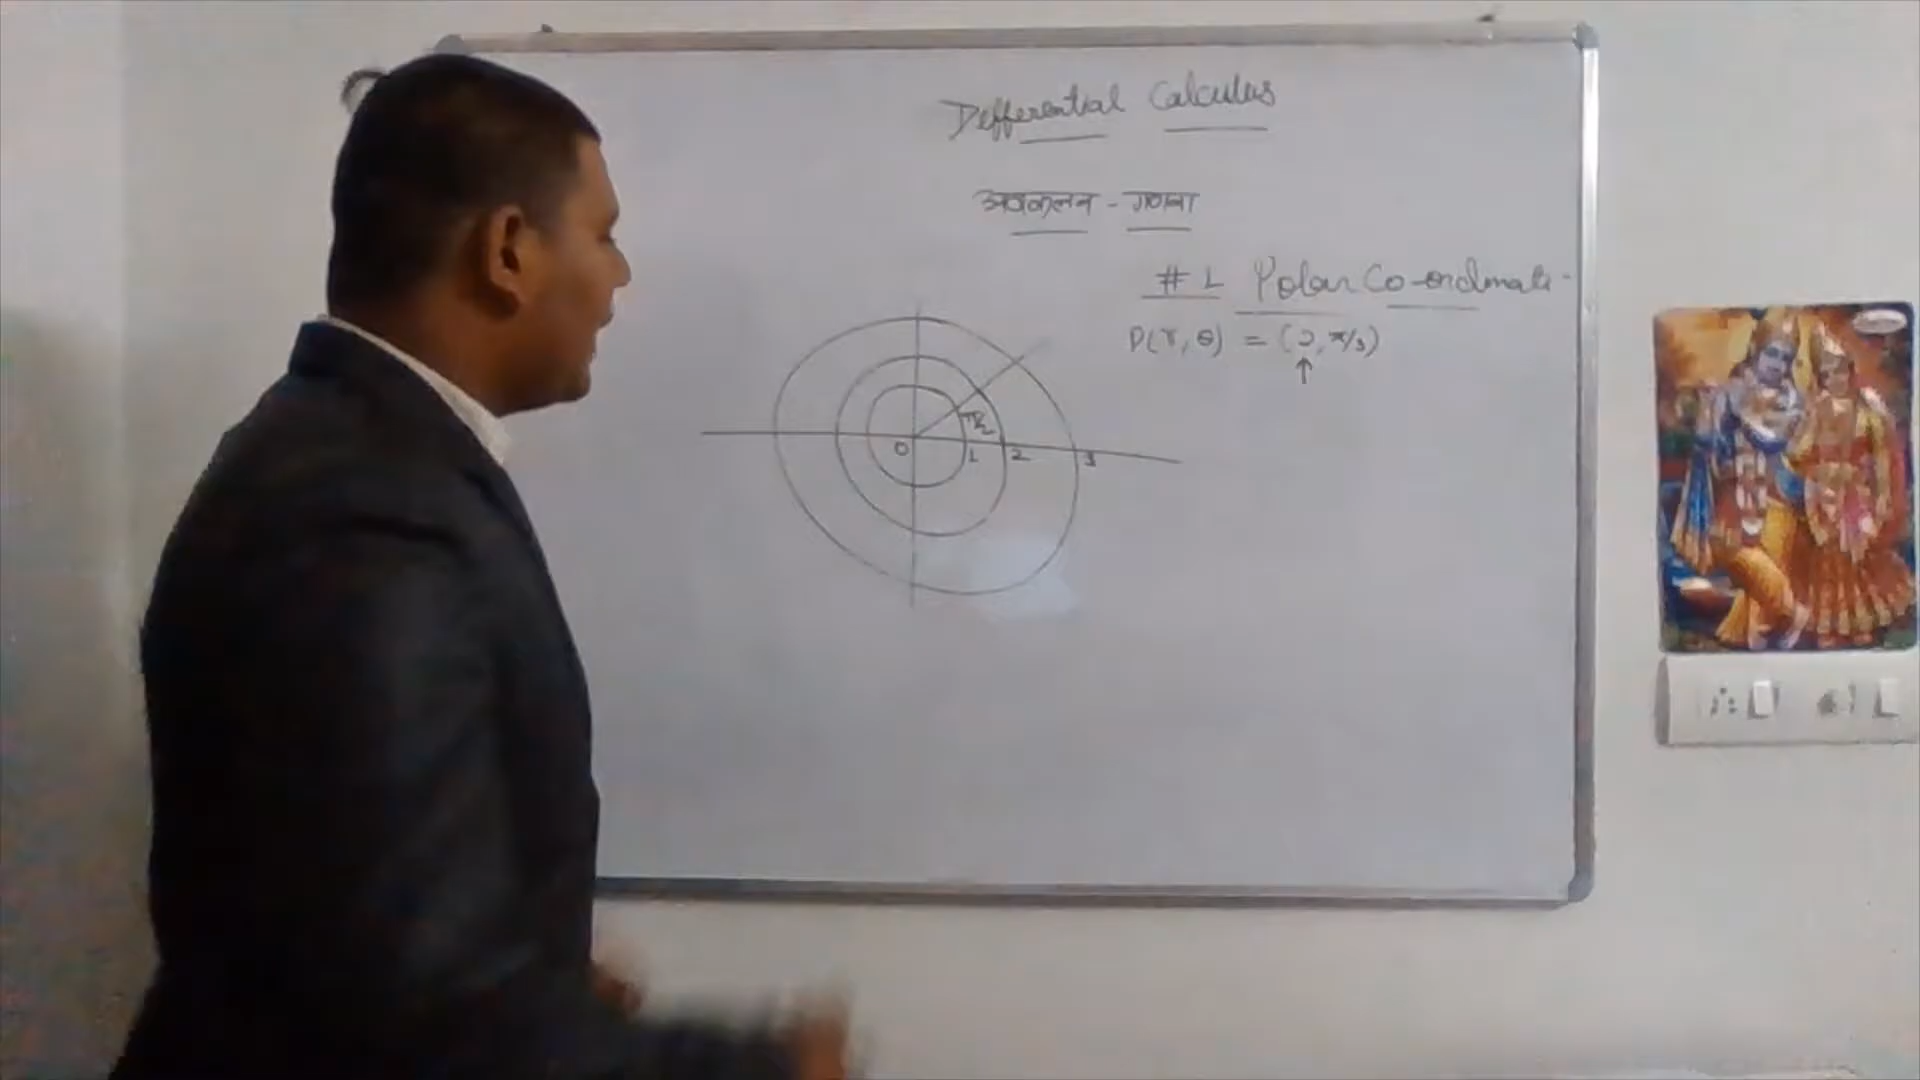 Defferential Calculus
अवकलन - गणना
# 1 Polar Co-ordinate -
P(r, θ) = (2, π/3)
↑
0 1 2 3